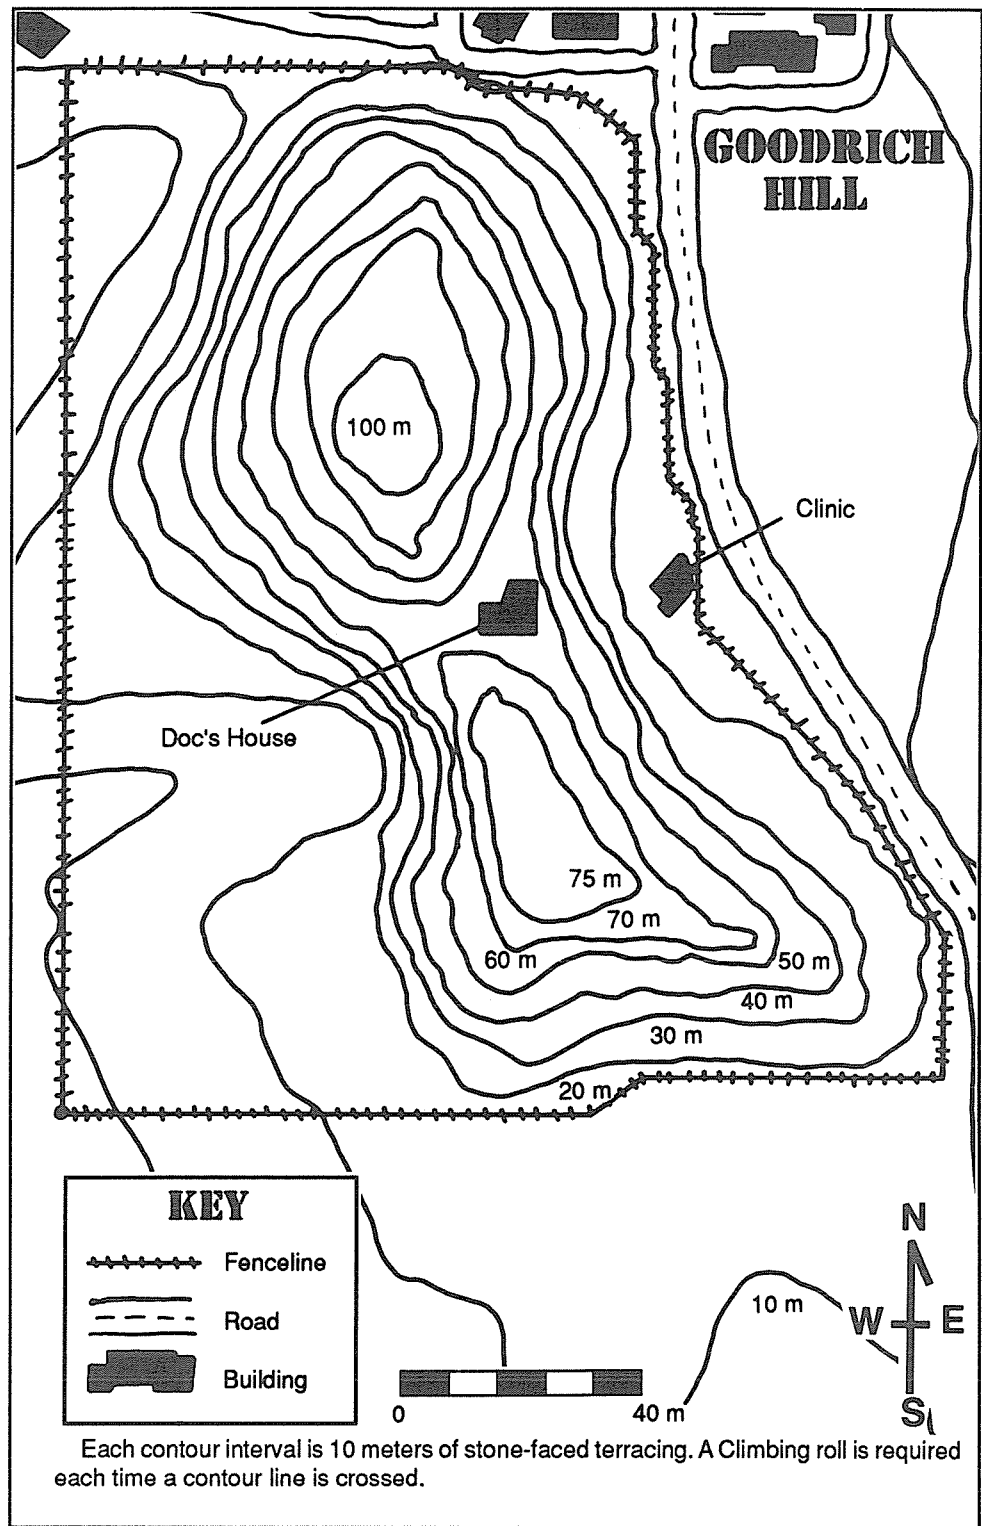 GOODRICH
HILL
Clinic
100 m
Doc's House
75 m
70 m
60 m
50 m
40 m
30 m
20 m
KEY
Fenceline
Road
Building
10 m
N
W
E
S
0
40 m
Each contour interval is 10 meters of stone-faced terracing. A Climbing roll is required
each time a contour line is crossed.